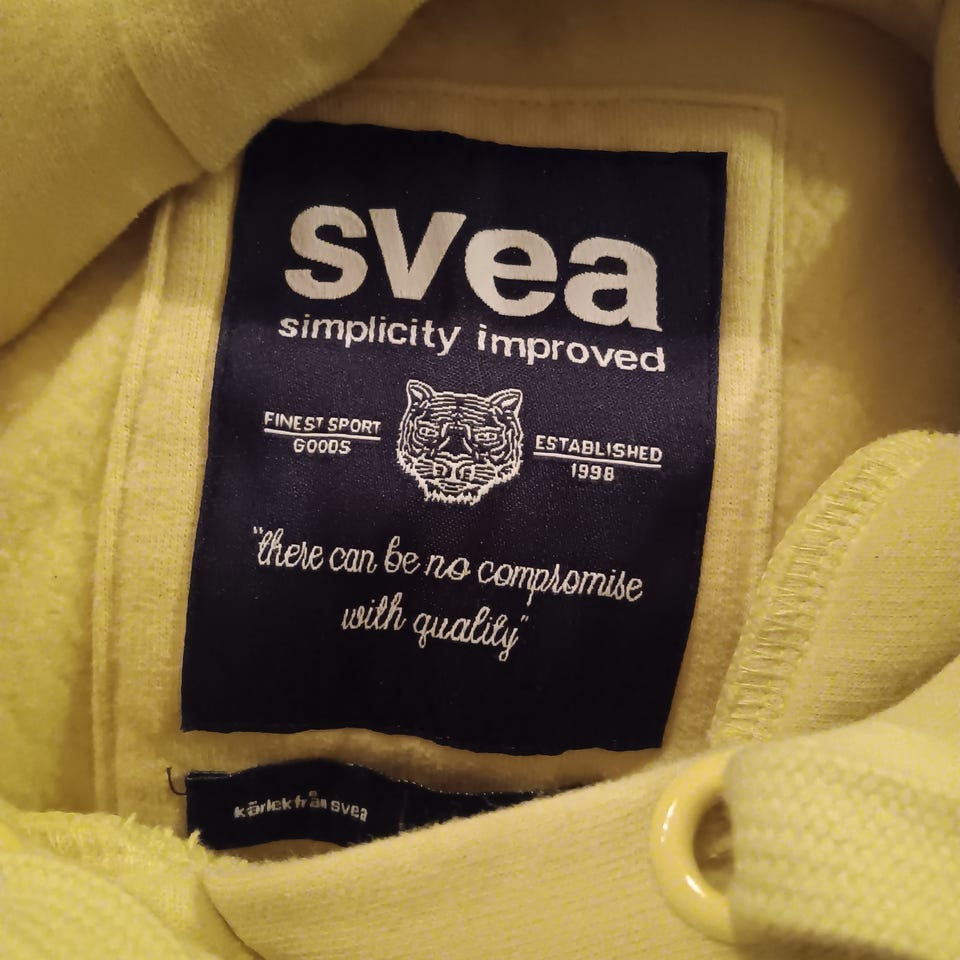 svea
simplicity improved
FINEST SPORT
GOODS
ESTABLISHED
1998
"there can be no compromise
with quality"
kärlek från svea